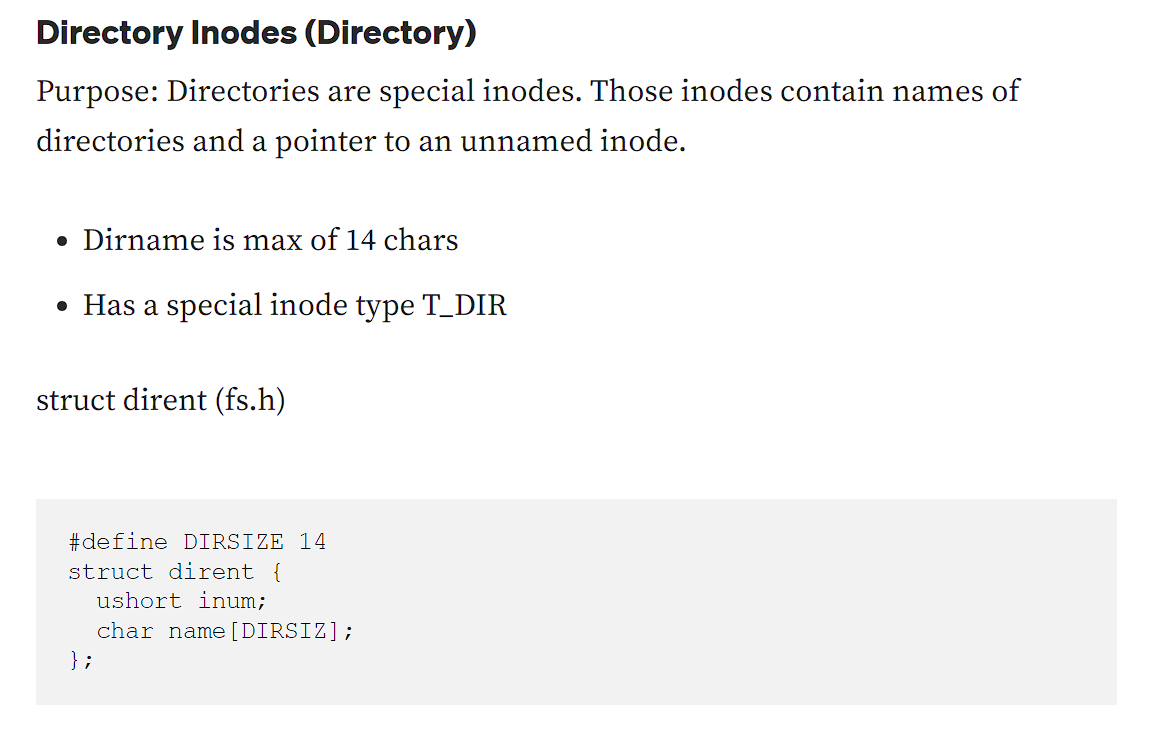 Directory Inodes (Directory)
Purpose: Directories are special inodes. Those inodes contain names of
directories and a pointer to an unnamed inode.
• Dirname is max of 14 chars
• Has a special inode type T_DIR
struct dirent (fs.h)
#define DIRSIZE 14
struct dirent {
  ushort inum;
  char name[DIRSIZ];
};